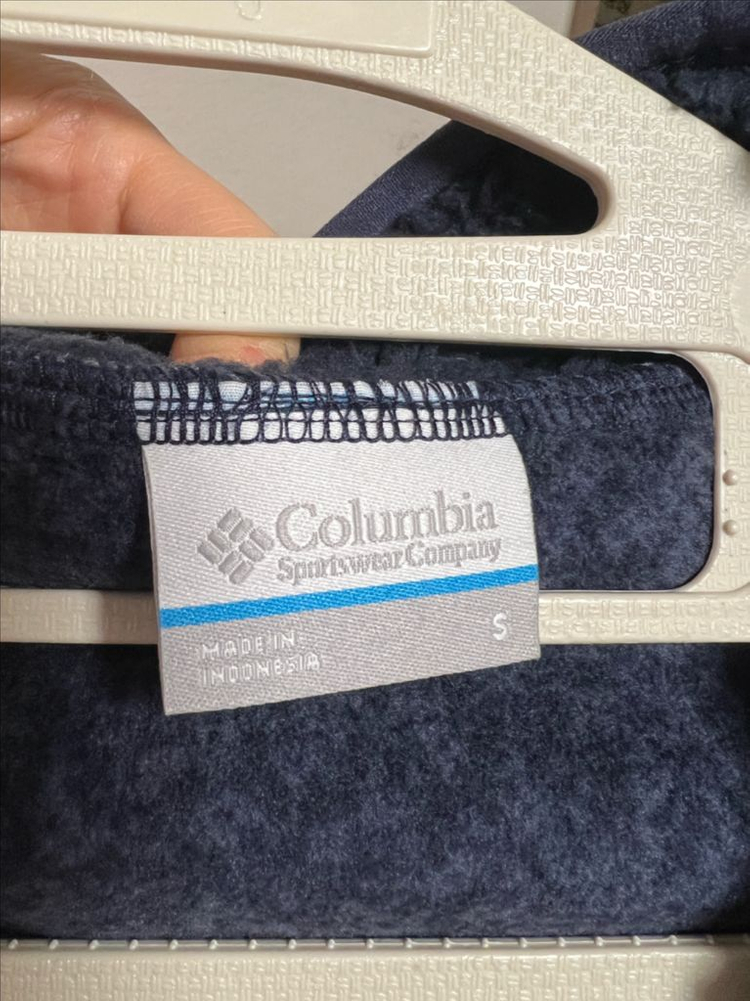 Columbia
Sportswear Company
MADE IN
INDONESIA
S